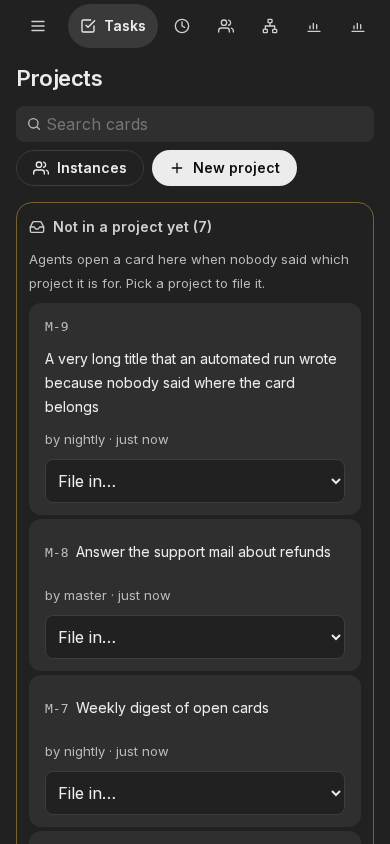 Tasks
Projects
Search cards
Instances
New project
Not in a project yet (7)
Agents open a card here when nobody said which
project it is for. Pick a project to file it.
M-9
A very long title that an automated run wrote
because nobody said where the card
belongs
by nightly · just now
File in...
M-8 Answer the support mail about refunds
by master · just now
File in...
M-7 Weekly digest of open cards
by nightly · just now
File in...